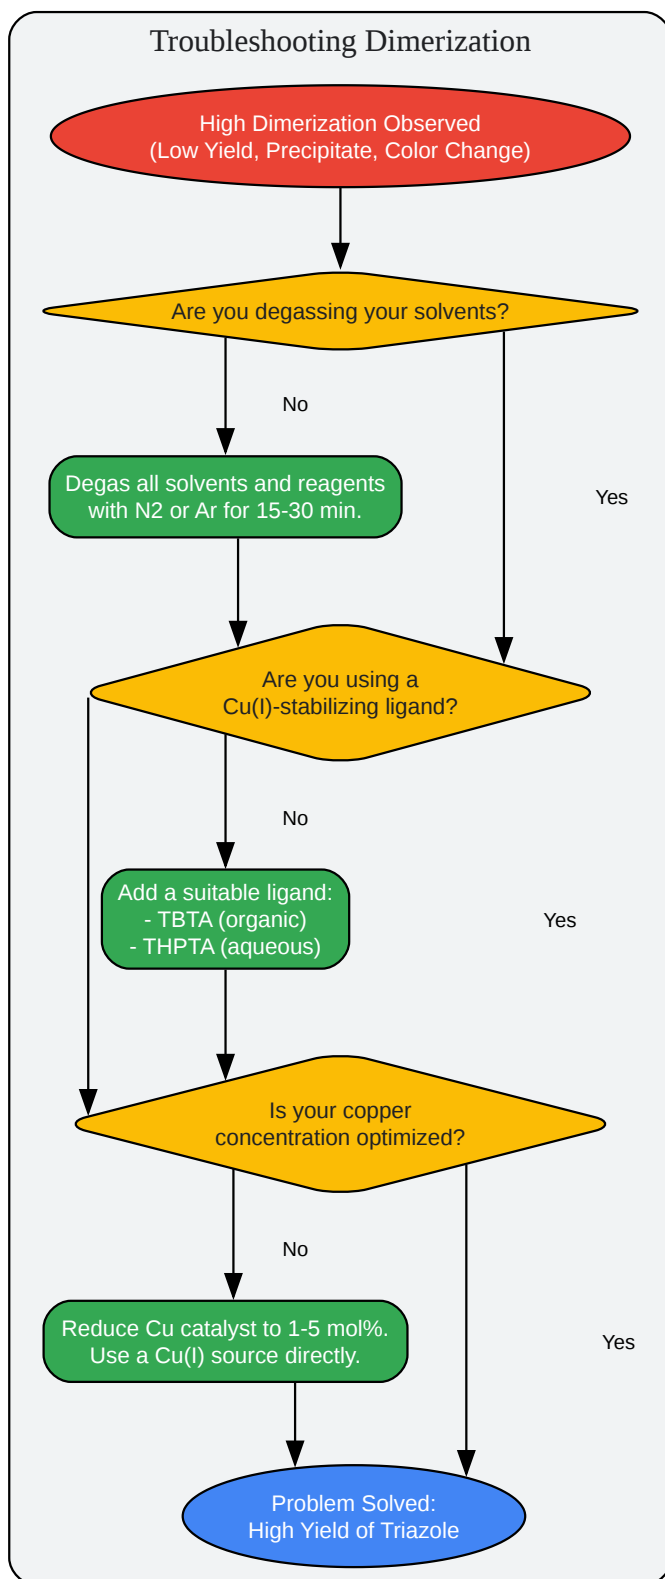 Troubleshooting Dimerization
High Dimerization Observed
(Low Yield, Precipitate, Color Change)
Are you degassing your solvents?
No
Degas all solvents and reagents
with N2 or Ar for 15-30 min.
Yes
Are you using a
Cu(I)-stabilizing ligand?
No
Add a suitable ligand:
- TBTA (organic)
- THPTA (aqueous)
Yes
Is your copper
concentration optimized?
No
Reduce Cu catalyst to 1-5 mol%.
Use a Cu(I) source directly.
Yes
Problem Solved:
High Yield of Triazole